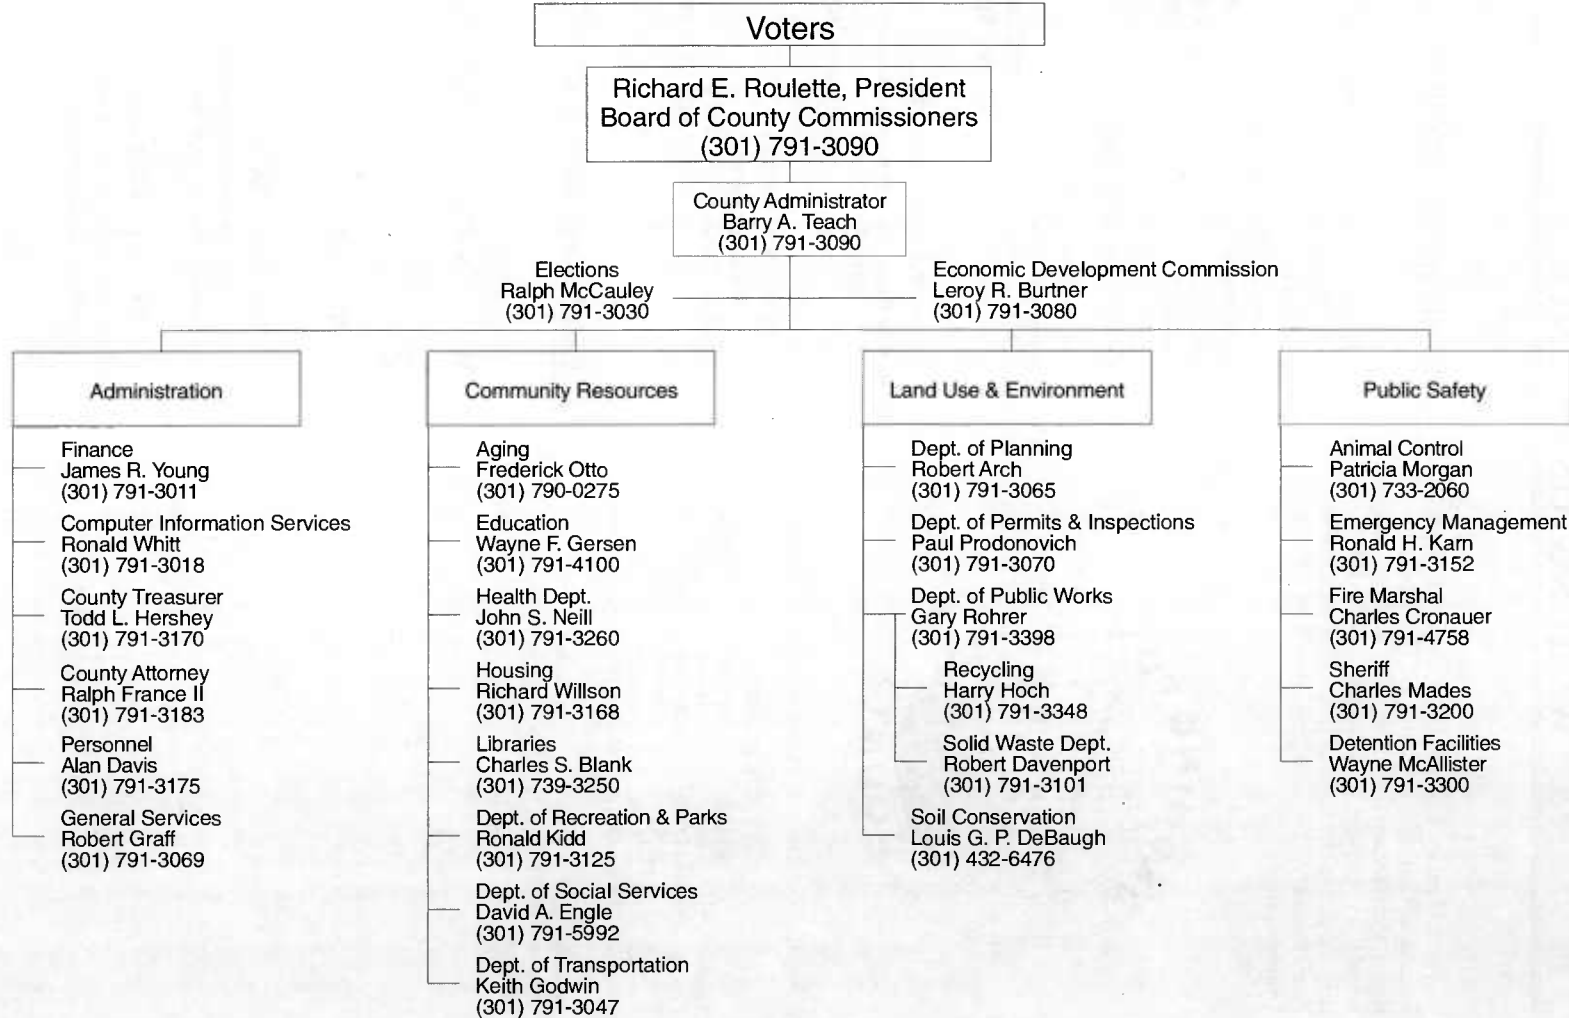 Voters
Richard E. Roulette, President
Board of County Commissioners
(301) 791-3090
County Administrator
Barry A. Teach
(301) 791-3090
Elections
Ralph McCauley
(301) 791-3030
Economic Development Commission
Leroy R. Burtner
(301) 791-3080
Administration
Finance
James R. Young
(301) 791-3011
Computer Information Services
Ronald Whitt
(301) 791-3018
County Treasurer
Todd L. Hershey
(301) 791-3170
County Attorney
Ralph France II
(301) 791-3183
Personnel
Alan Davis
(301) 791-3175
General Services
Robert Graff
(301) 791-3069
Community Resources
Aging
Frederick Otto
(301) 790-0275
Education
Wayne F. Gersen
(301) 791-4100
Health Dept.
John S. Neill
(301) 791-3260
Housing
Richard Willson
(301) 791-3168
Libraries
Charles S. Blank
(301) 739-3250
Dept. of Recreation & Parks
Ronald Kidd
(301) 791-3125
Dept. of Social Services
David A. Engle
(301) 791-5992
Dept. of Transportation
Keith Godwin
(301) 791-3047
Land Use & Environment
Dept. of Planning
Robert Arch
(301) 791-3065
Dept. of Permits & Inspections
Paul Prodonovich
(301) 791-3070
Dept. of Public Works
Gary Rohrer
(301) 791-3398
Recycling
Harry Hoch
(301) 791-3348
Solid Waste Dept.
Robert Davenport
(301) 791-3101
Soil Conservation
Louis G. P. DeBaugh
(301) 432-6476
Public Safety
Animal Control
Patricia Morgan
(301) 733-2060
Emergency Management
Ronald H. Karn
(301) 791-3152
Fire Marshal
Charles Cronauer
(301) 791-4758
Sheriff
Charles Mades
(301) 791-3200
Detention Facilities
Wayne McAllister
(301) 791-3300